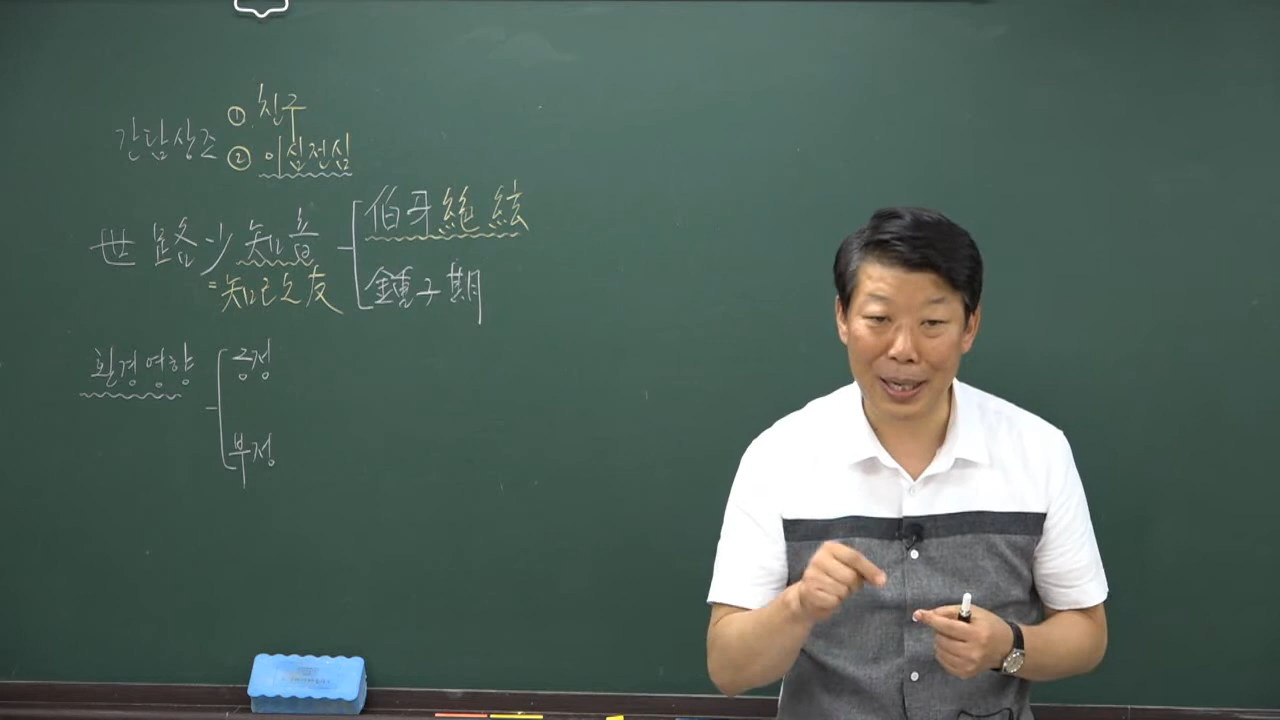 간담상조 ① 친구
② 이심전심
世路少知音 伯牙絶絃
=知己之友 鍾子期
환경영향 긍정
부정